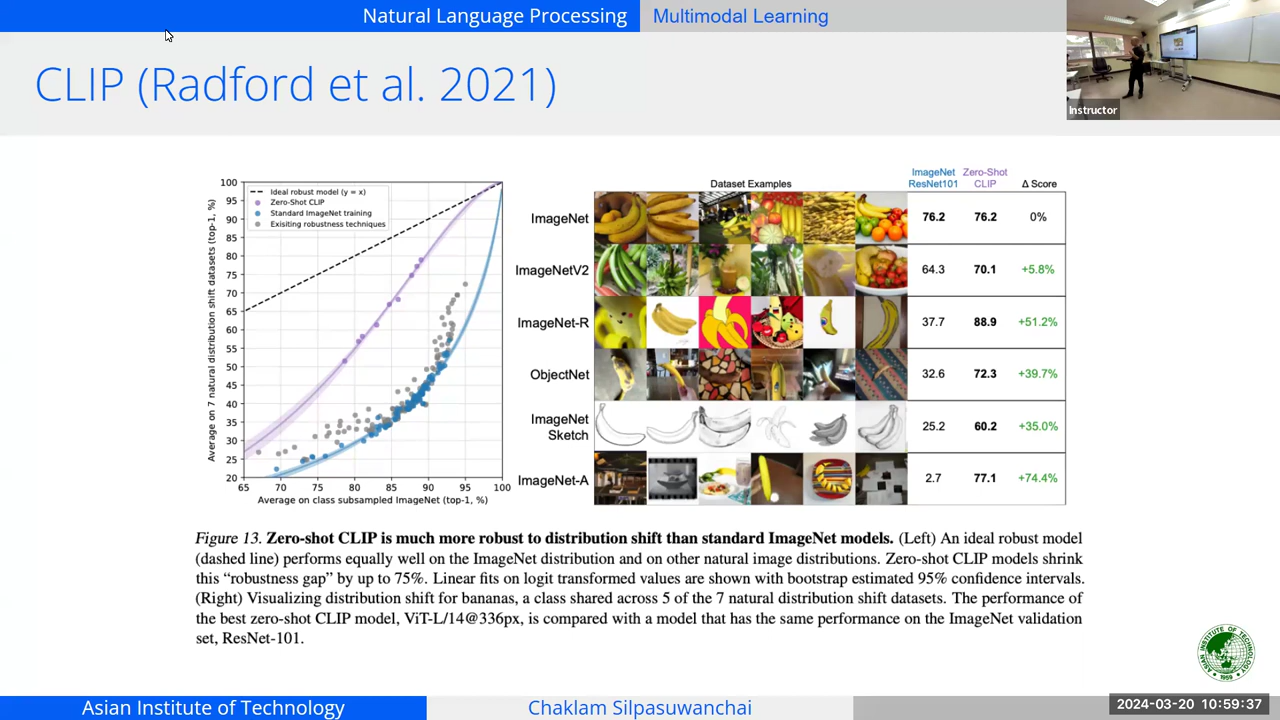 Natural Language Processing
Multimodal Learning
Instructor
CLIP (Radford et al. 2021)
Average on 7 natural distribution shift datasets (top-1, %)
100
95
90
85
80
75
70
65
60
55
50
45
40
35
30
25
20
Ideal robust model (y = x)
Zero-Shot CLIP
Standard ImageNet training
Exisiting robustness techniques
65
70
75
80
85
90
95
100
Average on class subsampled ImageNet (top-1, %)
Dataset Examples
ImageNet
ResNet101
Zero-Shot
CLIP
Δ Score
ImageNet
76.2
76.2
0%
ImageNetV2
64.3
70.1
+5.8%
ImageNet-R
37.7
88.9
+51.2%
ObjectNet
32.6
72.3
+39.7%
ImageNet
Sketch
25.2
60.2
+35.0%
ImageNet-A
2.7
77.1
+74.4%
Figure 13. Zero-shot CLIP is much more robust to distribution shift than standard ImageNet models. (Left) An ideal robust model
(dashed line) performs equally well on the ImageNet distribution and on other natural image distributions. Zero-shot CLIP models shrink
this “robustness gap” by up to 75%. Linear fits on logit transformed values are shown with bootstrap estimated 95% confidence intervals.
(Right) Visualizing distribution shift for bananas, a class shared across 5 of the 7 natural distribution shift datasets. The performance of
the best zero-shot CLIP model, ViT-L/14@336px, is compared with a model that has the same performance on the ImageNet validation
set, ResNet-101.
ASIAN INSTITUTE OF TECHNOLOGY
1959
Asian Institute of Technology
Chaklam Silpasuwanchai
2024-03-20 10:59:37